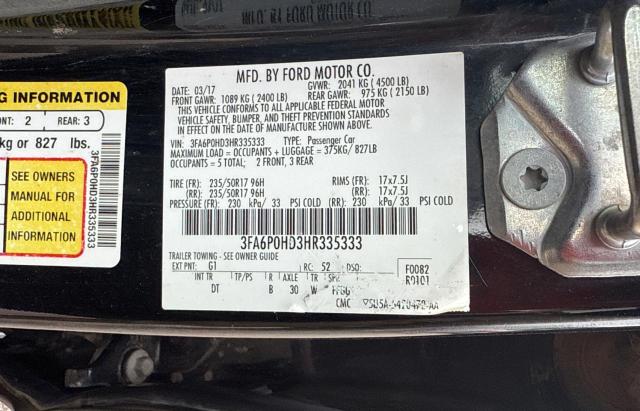 G INFORMATION
NT: 2 REAR: 3
kg or 827 lbs.
SEE OWNERS
MANUAL FOR
ADDITIONAL
INFORMATION
3FA6P0HD3HR335333
MFD. BY FORD MOTOR CO.
DATE: 03/17 GVWR: 2041 KG ( 4500 LB)
FRONT GAWR: 1089 KG ( 2400 LB) REAR GAWR: 975 KG ( 2150 LB)
THIS VEHICLE CONFORMS TO ALL APPLICABLE FEDERAL MOTOR
VEHICLE SAFETY, BUMPER, AND THEFT PREVENTION STANDARDS
IN EFFECT ON THE DATE OF MANUFACTURE SHOWN ABOVE.
VIN: 3FA6P0HD3HR335333 TYPE: Passenger Car
MAXIMUM LOAD = OCCUPANTS + LUGGAGE = 375KG/ 827LB
OCCUPANTS = 5 TOTAL; 2 FRONT, 3 REAR
TIRE (FR): 235/50R17 96H RIMS (FR): 17x7.5J
(RR): 235/50R17 96H (RR): 17x7.5J
PRESSURE (FR): 230 kPa/ 33 PSI COLD (RR): 230 kPa/ 33 PSI COLD
3FA6P0HD3HR335333
TRAILER TOWING - SEE OWNER GUIDE
EXT PNT: G1 RC: 52 DSO: F0082
INT TR TP/PS R AXLE TR R0101
DT B 30 W
CMC